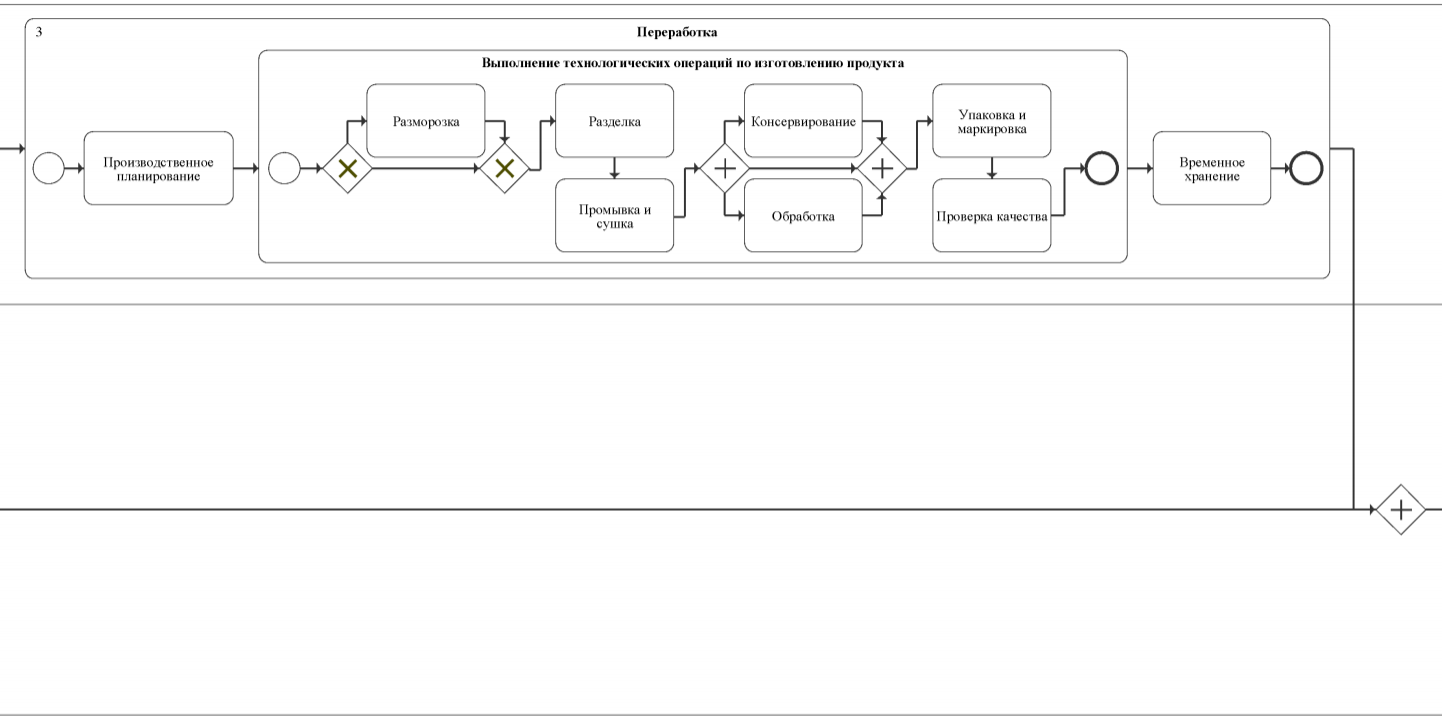 3
Переработка
Выполнение технологических операций по изготовлению продукта
Производственное
планирование
Разморозка
Разделка
Промывка и
сушка
Консервирование
Обработка
Упаковка и
маркировка
Проверка качества
Временное
хранение